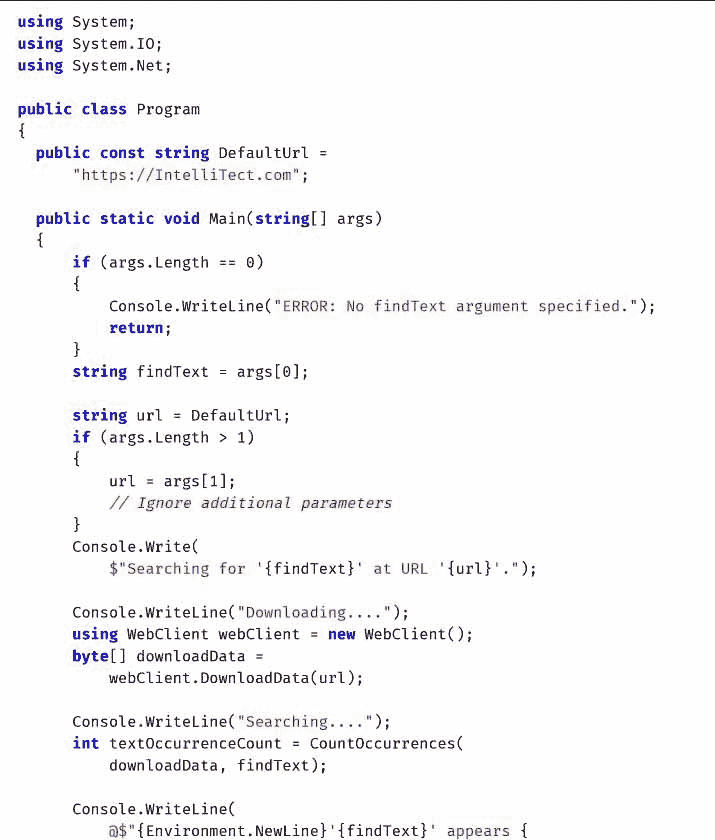 using System;
using System.IO;
using System.Net;
public class Program
{
public const string DefaultUrl =
"https://IntelliTect.com";
public static void Main(string[] args)
{
if (args.Length == 0)
{
Console.WriteLine("ERROR: No findText argument specified.");
return;
}
string findText = args[0];
string url = DefaultUrl;
if (args.Length > 1)
{
url = args[1];
// Ignore additional parameters
}
Console.Write(
$"Searching for '{findText}' at URL '{url}'.");
Console.WriteLine("Downloading....");
using WebClient webClient = new WebClient();
byte[] downloadData =
webClient.DownloadData(url);
Console.WriteLine("Searching....");
int textOccurrenceCount = CountOccurrences(
downloadData, findText);
Console.WriteLine(
@$"{Environment.NewLine}'{findText}' appears {